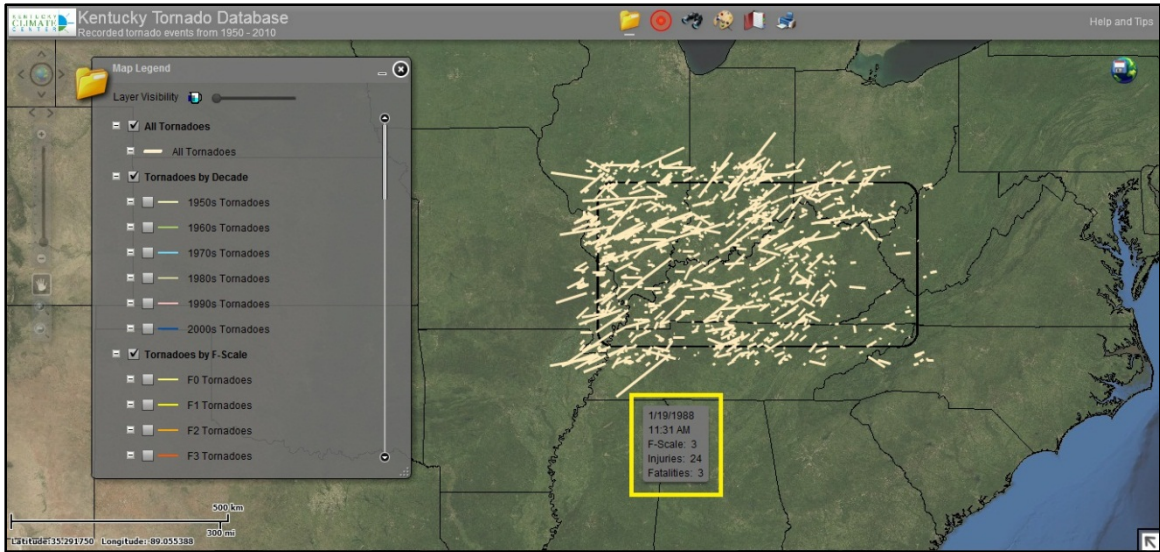 KENTUCKY
CLIMATE
CENTER
Kentucky Tornado Database
Recorded tornado events from 1950 - 2010
Help and Tips
Map Legend
Layer Visibility
All Tornadoes
All Tornadoes
Tornadoes by Decade
1950s Tornadoes
1960s Tornadoes
1970s Tornadoes
1980s Tornadoes
1990s Tornadoes
2000s Tornadoes
Tornadoes by F-Scale
F0 Tornadoes
F1 Tornadoes
F2 Tornadoes
F3 Tornadoes
1/19/1988
11:31 AM
F-Scale: 3
Injuries: 24
Fatalities: 3
500 km
300 mi
Latitude:35.291750 Longitude:-89.055388